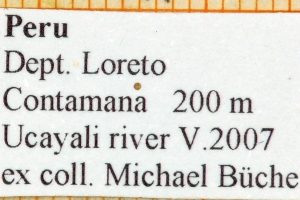 Peru
Dept. Loreto
Contamana 200 m
Ucayali river V.2007
ex coll. Michael Büche